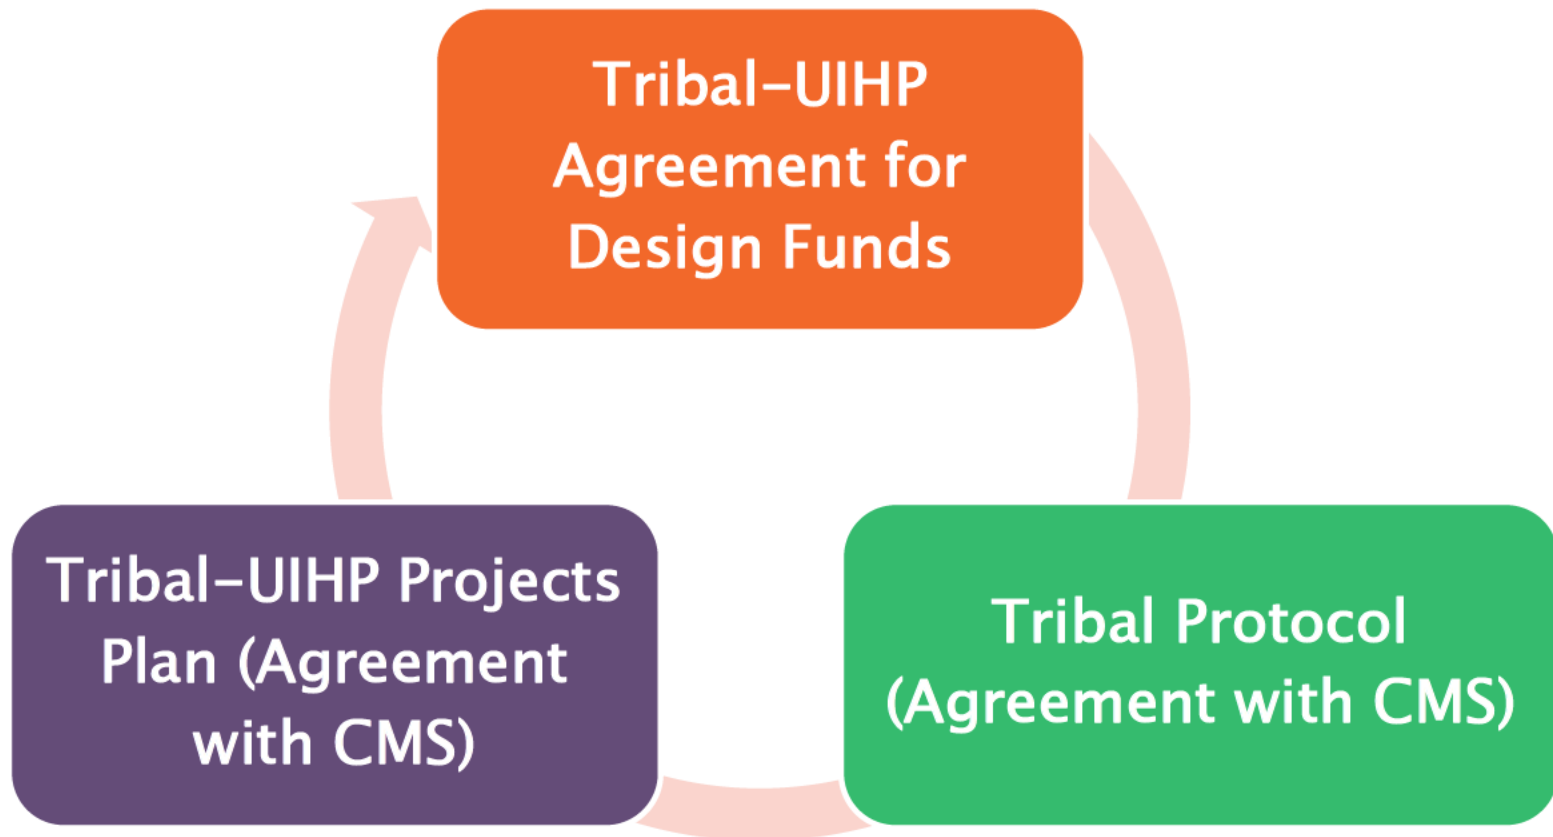 Tribal–UIHP
Agreement for
Design Funds
Tribal–UIHP Projects
Plan (Agreement
with CMS)
Tribal Protocol
(Agreement with CMS)